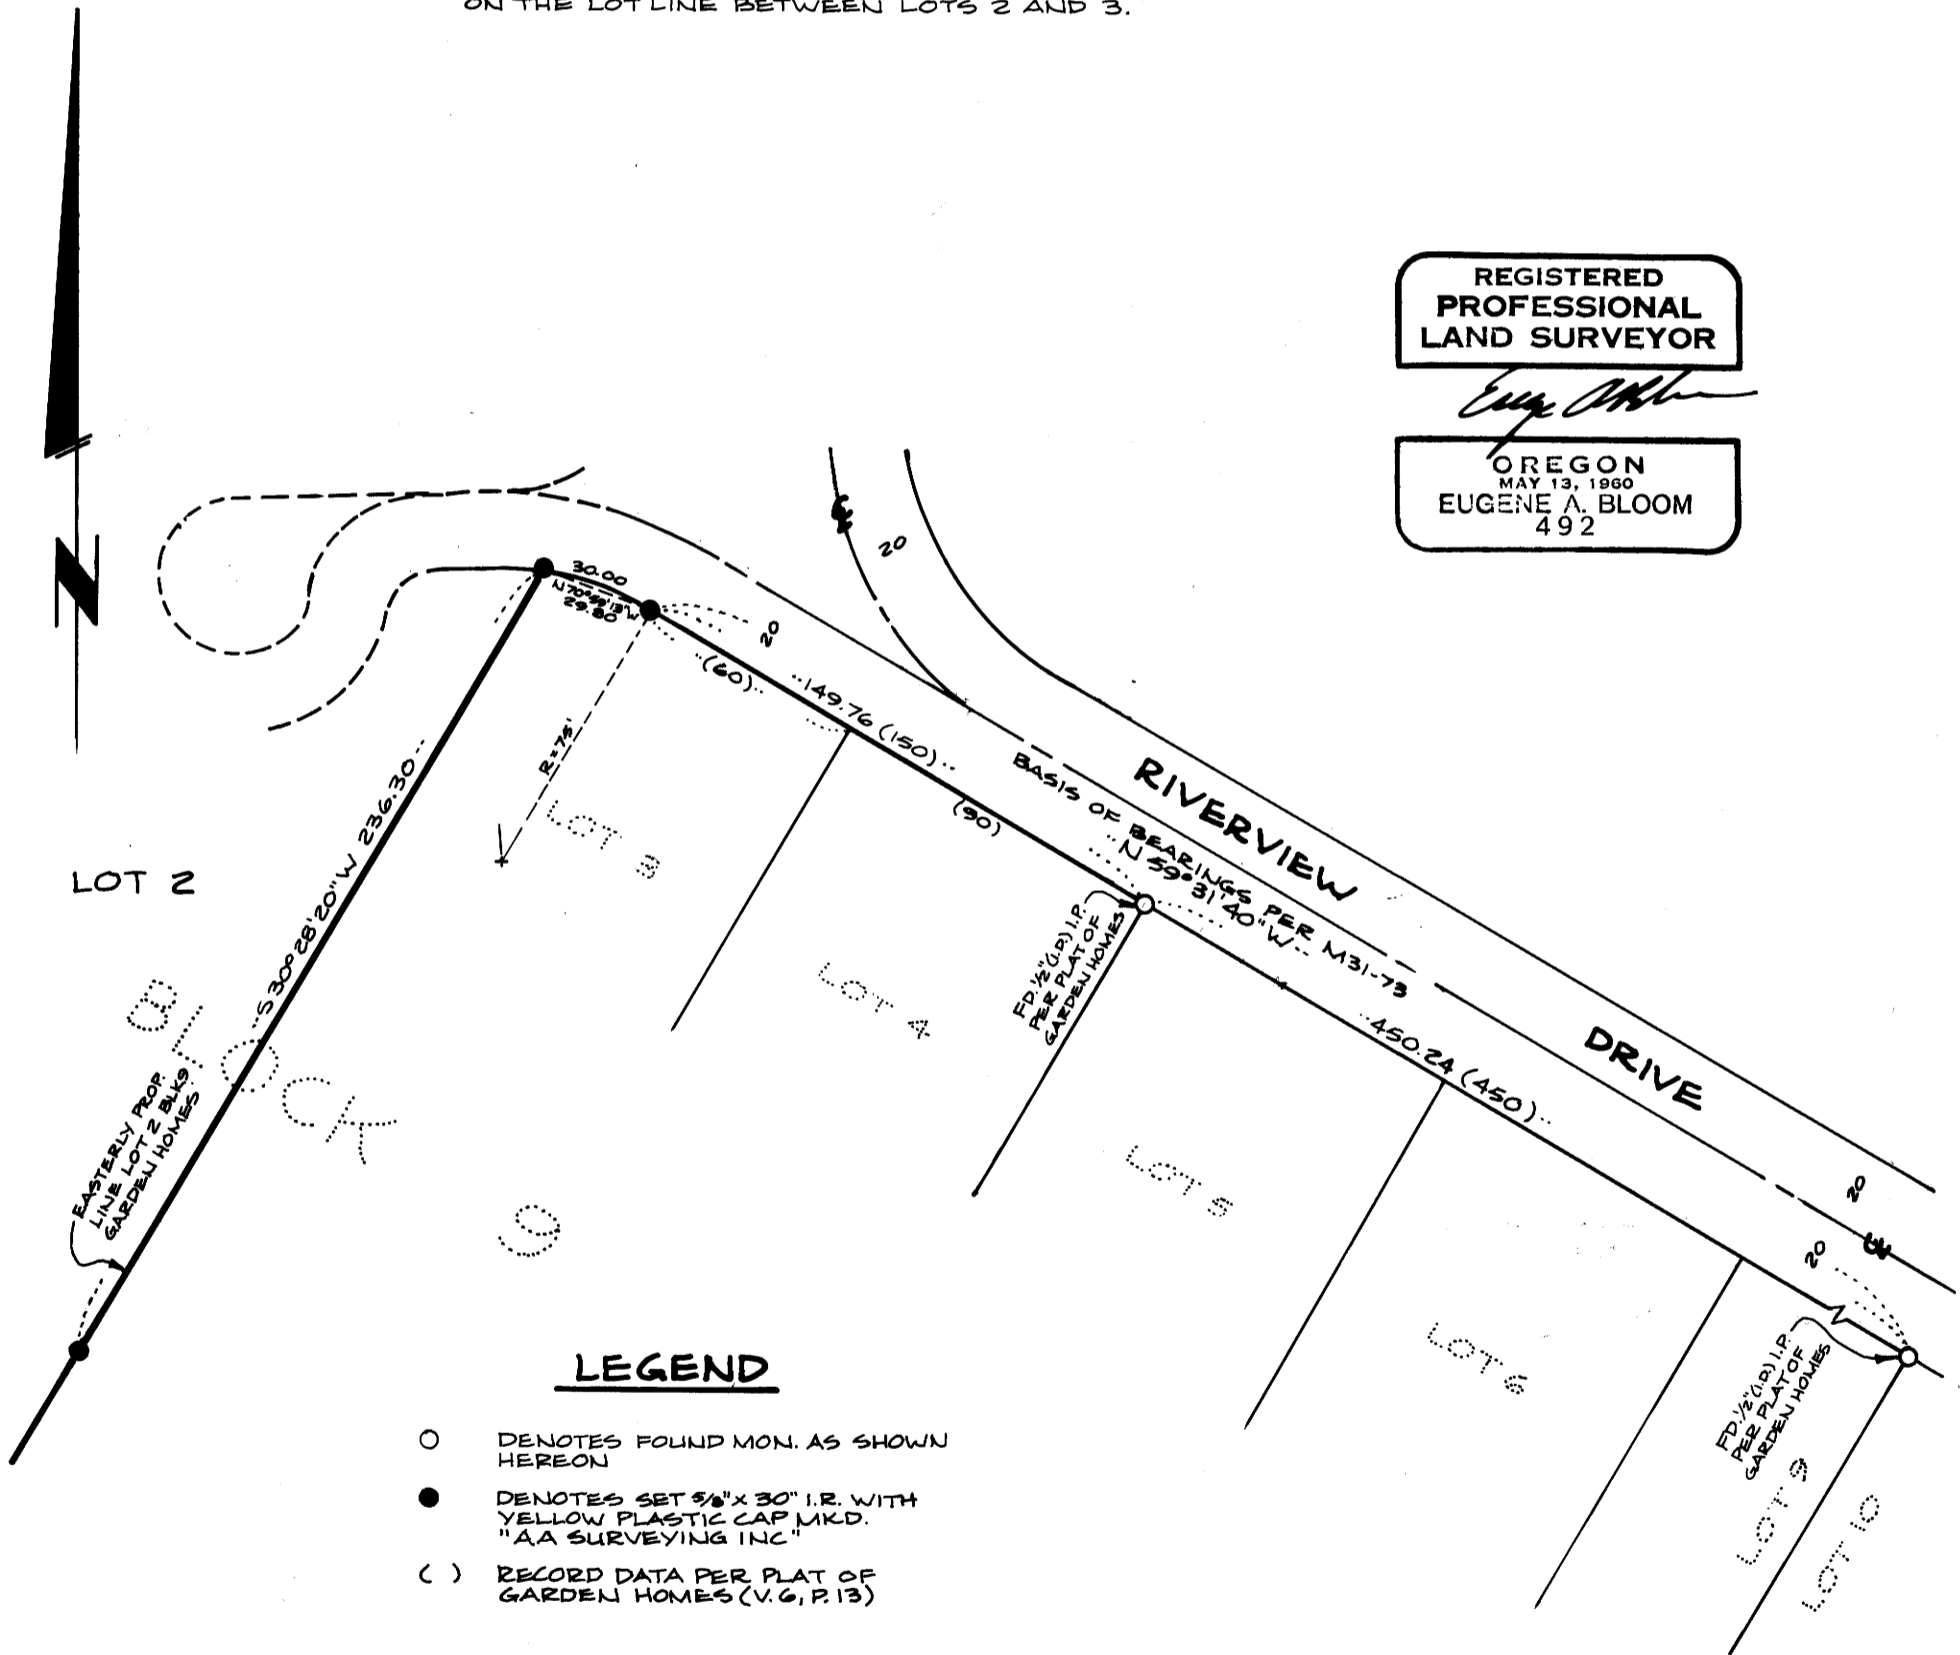 ON THE LOT LINE BETWEEN LOTS 2 AND 3.
REGISTERED
PROFESSIONAL
LAND SURVEYOR
OREGON
MAY 13, 1960
EUGENE A. BLOOM
492
N
20
30.00
N 70°59'13" W
29.80
20
(60)
149.76 (150)
(90)
R=75'
BASIS OF BEARINGS PER M31-73
N 59°31'40" W
RIVERVIEW
DRIVE
LOT 2
S 30°28'20" W 236.30
LOT 3
LOT 4
FD. 1/2" (I.D.) I.P.
PER PLAT OF
GARDEN HOMES
450.24 (450)
BLOCK
9
EASTERLY PROP.
LINE LOT 2 BLK 9
GARDEN HOMES
LOT 5
LOT 6
20
20
FD. 1/2" (I.D.) I.P.
PER PLAT OF
GARDEN HOMES
LOT 9
LOT 10
LEGEND
DENOTES FOUND MON. AS SHOWN
HEREON
DENOTES SET 5/8" X 30" I.R. WITH
YELLOW PLASTIC CAP MKD.
"AA SURVEYING INC"
( ) RECORD DATA PER PLAT OF
GARDEN HOMES (V. 6, P. 13)